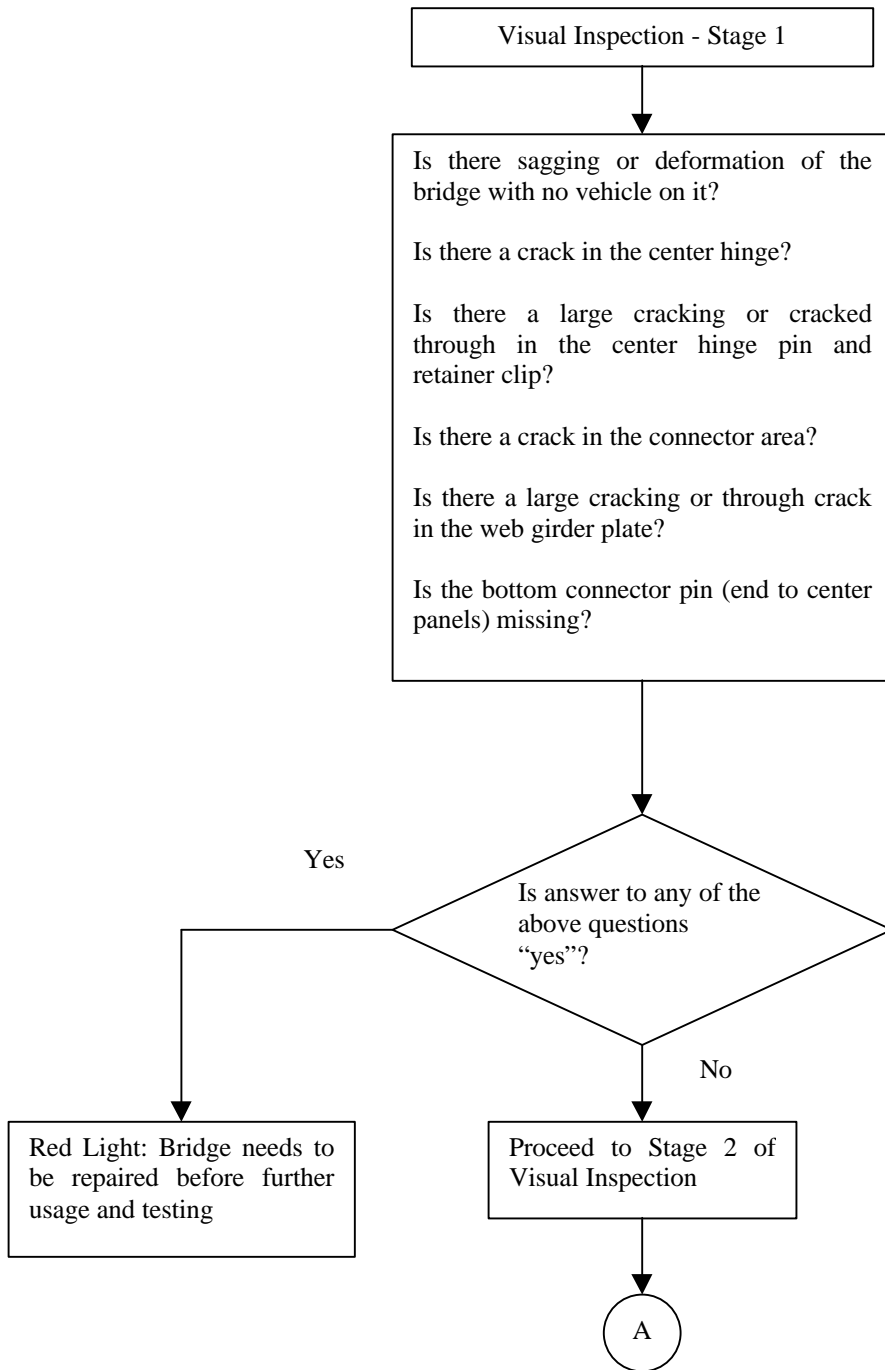 Visual Inspection - Stage 1
Is there sagging or deformation of the
bridge with no vehicle on it?
Is there a crack in the center hinge?
Is there a large cracking or cracked
through in the center hinge pin and
retainer clip?
Is there a crack in the connector area?
Is there a large cracking or through crack
in the web girder plate?
Is the bottom connector pin (end to center
panels) missing?
Yes
Is answer to any of the
above questions
“yes”?
No
Red Light: Bridge needs to
be repaired before further
usage and testing
Proceed to Stage 2 of
Visual Inspection
A